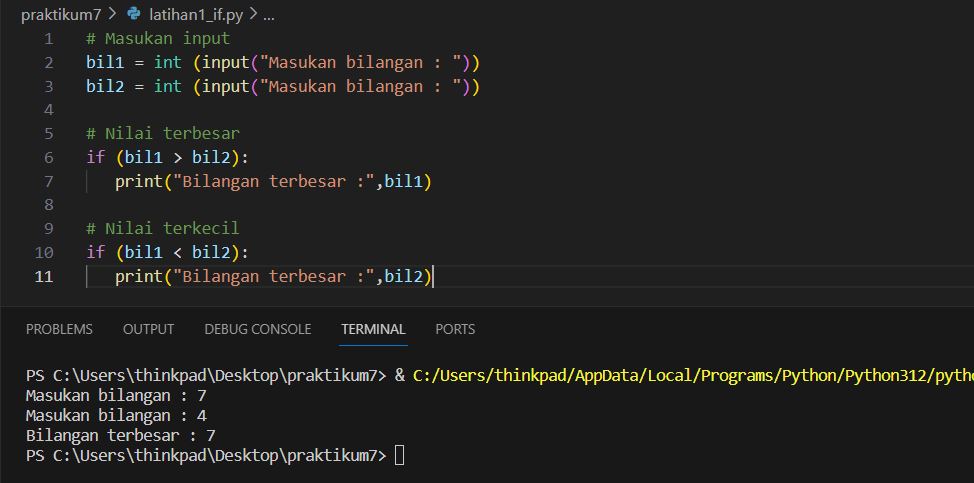 praktikum7 > latihan1_if.py > ...
1 # Masukan input
2 bil1 = int (input("Masukan bilangan : "))
3 bil2 = int (input("Masukan bilangan : "))
4
5 # Nilai terbesar
6 if (bil1 > bil2):
7 print("Bilangan terbesar :",bil1)
8
9 # Nilai terkecil
10 if (bil1 < bil2):
11 print("Bilangan terbesar :",bil2)
PROBLEMS OUTPUT DEBUG CONSOLE TERMINAL PORTS
PS C:\Users\thinkpad\Desktop\praktikum7> & C:/Users/thinkpad/AppData/Local/Programs/Python/Python312/pytho
Masukan bilangan : 7
Masukan bilangan : 4
Bilangan terbesar : 7
PS C:\Users\thinkpad\Desktop\praktikum7>